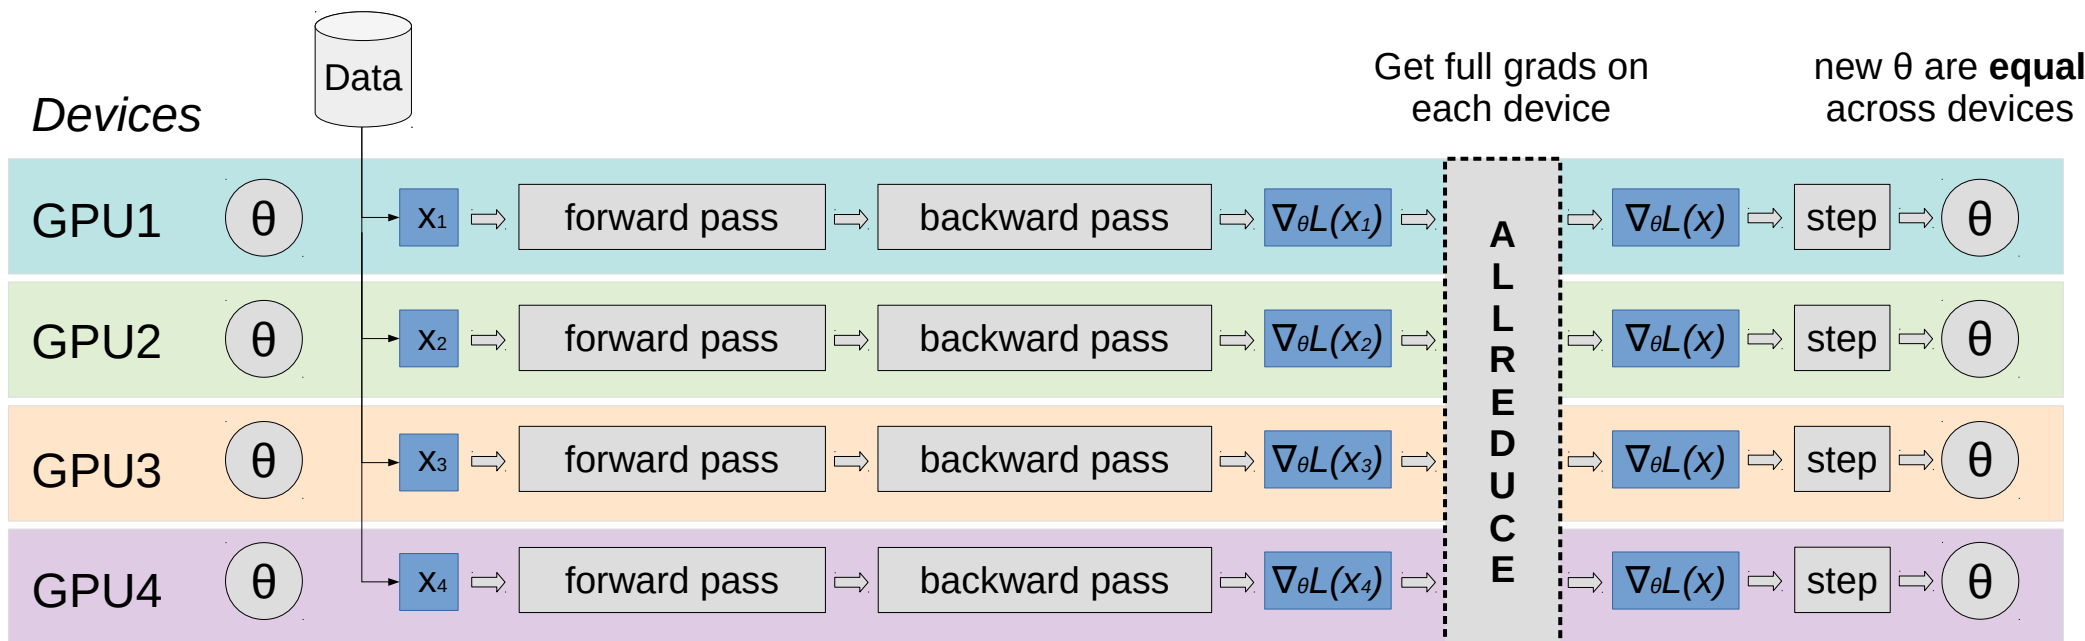 Data
Devices
Get full grads on
each device
new θ are equal
across devices
GPU1 θ x₁ forward pass backward pass ∇θL(x₁) ∇θL(x) step θ
GPU2 θ x₂ forward pass backward pass ∇θL(x₂) ∇θL(x) step θ
GPU3 θ x₃ forward pass backward pass ∇θL(x₃) ∇θL(x) step θ
GPU4 θ x₄ forward pass backward pass ∇θL(x₄) ∇θL(x) step θ
ALLREDUCE